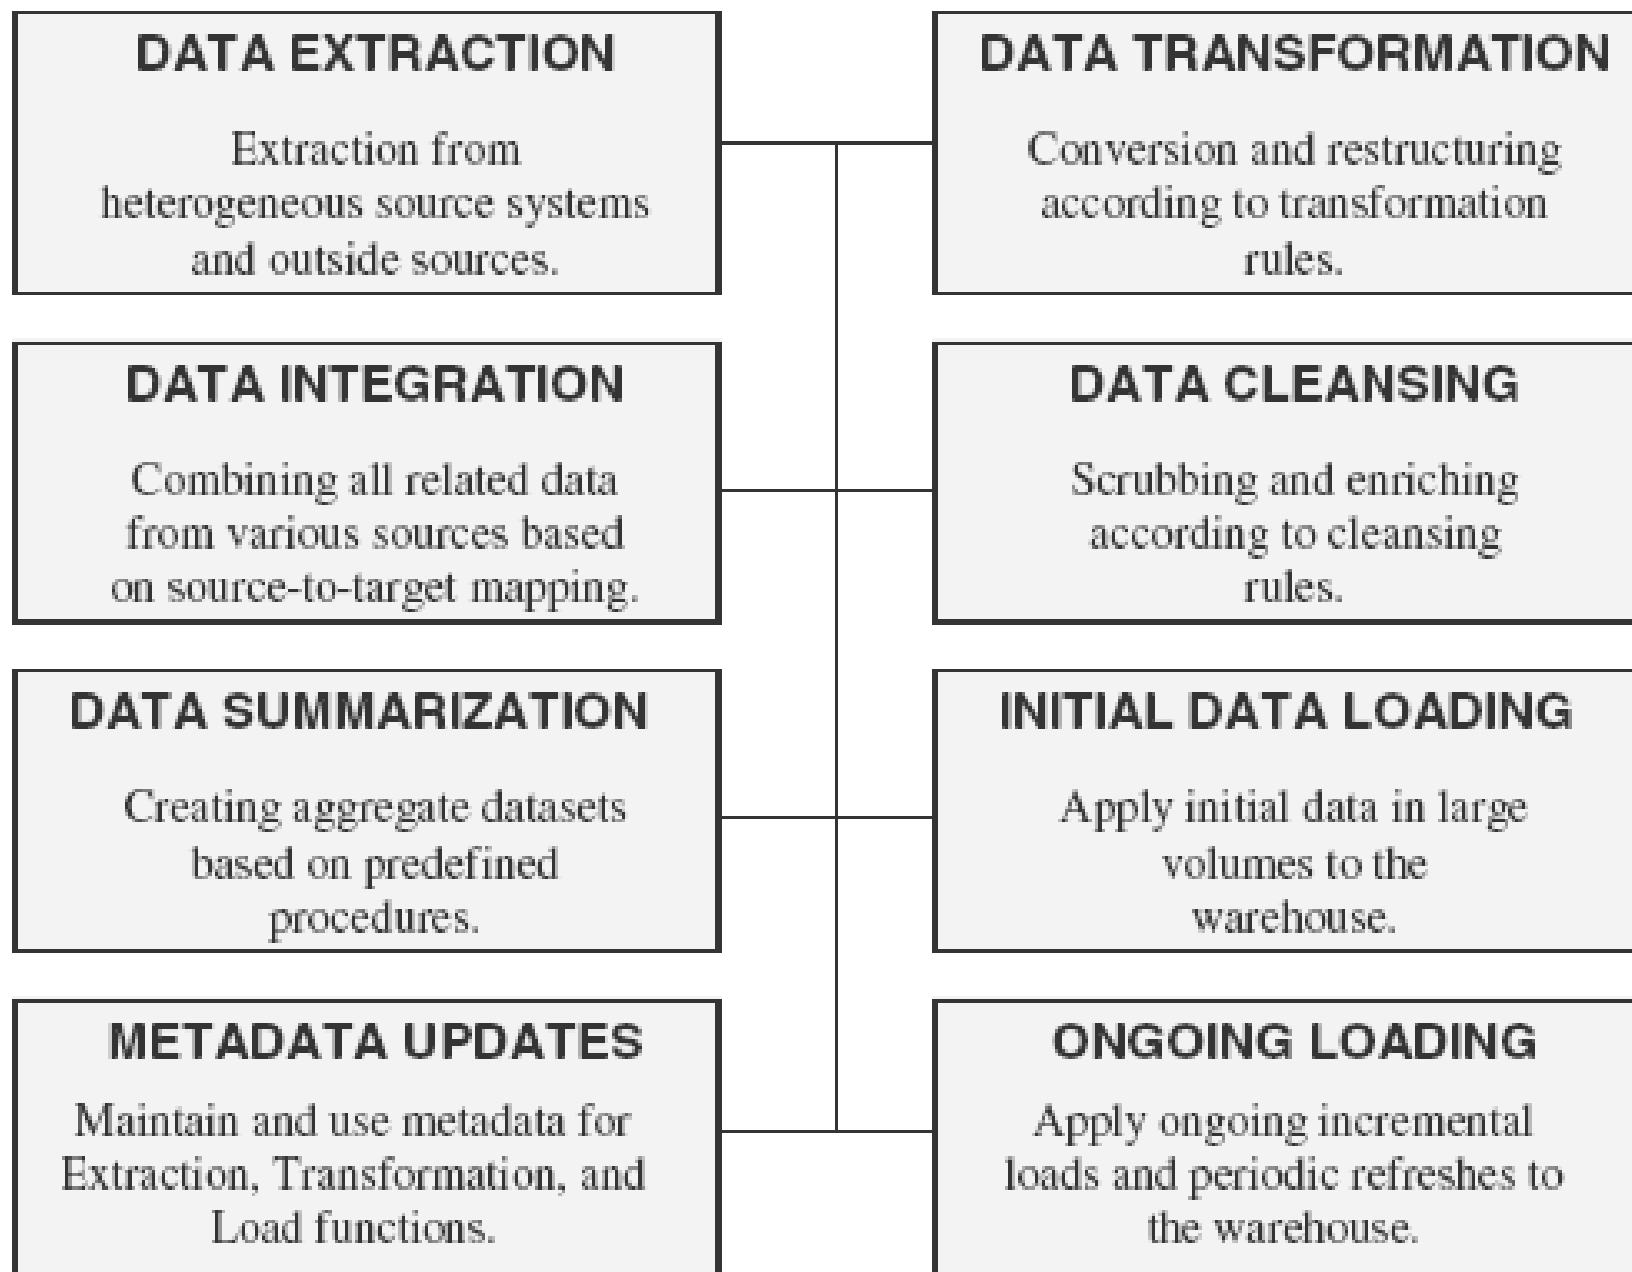 DATA EXTRACTION
Extraction from
heterogeneous source systems
and outside sources.
DATA TRANSFORMATION
Conversion and restructuring
according to transformation
rules.
DATA INTEGRATION
Combining all related data
from various sources based
on source-to-target mapping.
DATA CLEANSING
Scrubbing and enriching
according to cleansing
rules.
DATA SUMMARIZATION
Creating aggregate datasets
based on predefined
procedures.
INITIAL DATA LOADING
Apply initial data in large
volumes to the
warehouse.
METADATA UPDATES
Maintain and use metadata for
Extraction, Transformation, and
Load functions.
ONGOING LOADING
Apply ongoing incremental
loads and periodic refreshes to
the warehouse.